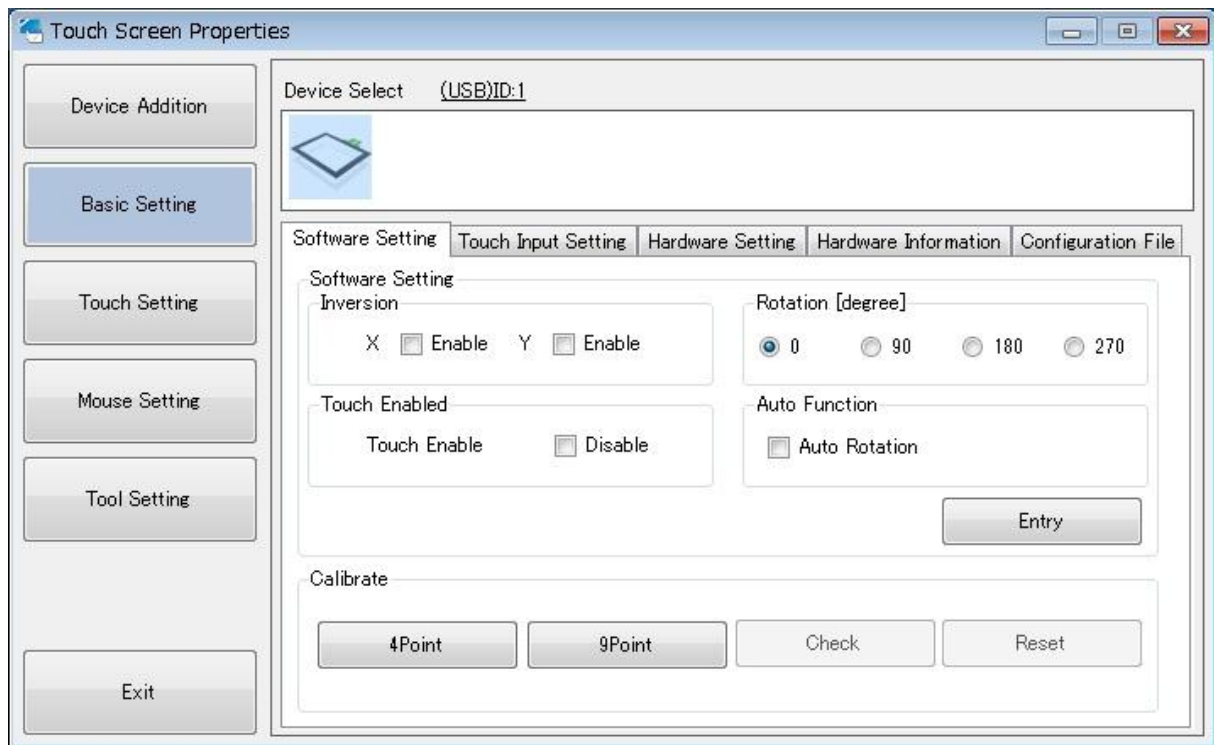 Touch Screen Properties
Device Addition
Basic Setting
Touch Setting
Mouse Setting
Tool Setting
Exit
Device Select (USB)ID:1
Software Setting Touch Input Setting Hardware Setting Hardware Information Configuration File
Software Setting
Inversion
X Enable Y Enable
Rotation [degree]
0 90 180 270
Touch Enabled
Touch Enable Disable
Auto Function
Auto Rotation
Entry
Calibrate
4Point 9Point Check Reset